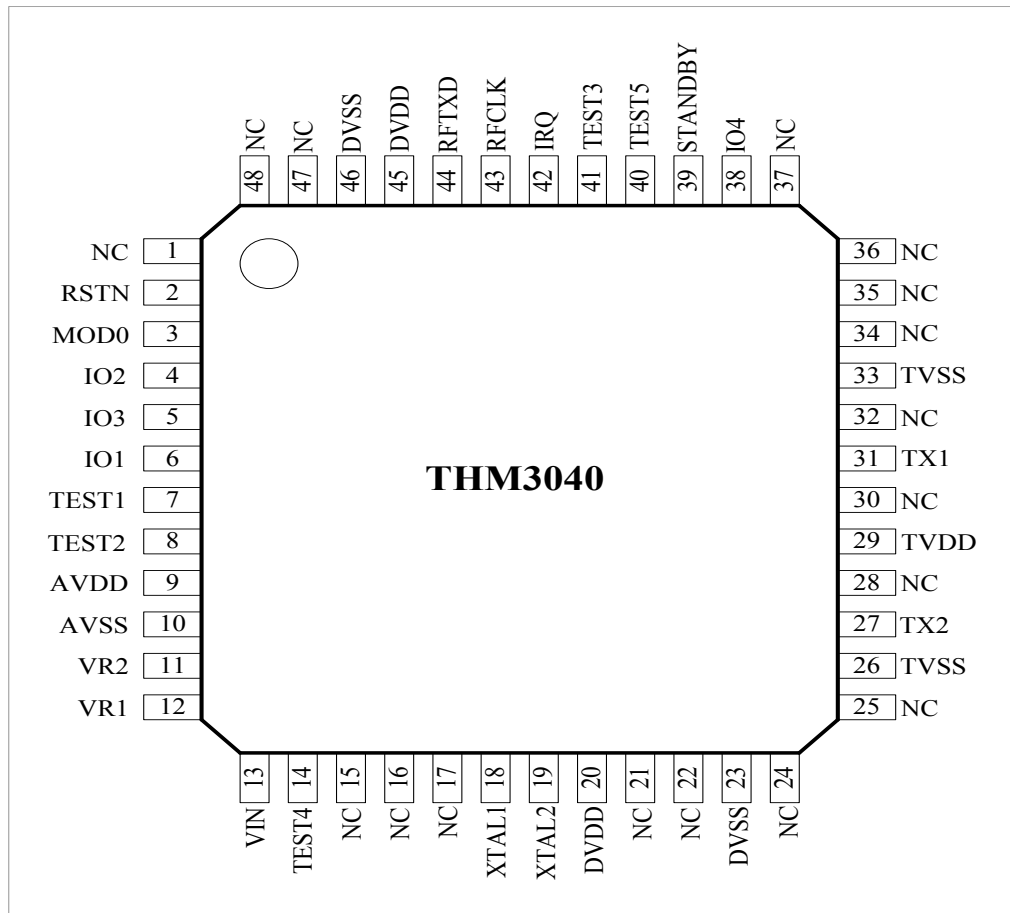 NC
NC
DVSS
DVDD
RFTXD
RFCLK
IRQ
TEST3
TEST5
STANDBY
IO4
NC
48
47
46
45
44
43
42
41
40
39
38
37
NC 1
RSTN 2
MOD0 3
IO2 4
IO3 5
IO1 6
TEST1 7
TEST2 8
AVDD 9
AVSS 10
VR2 11
VR1 12
THM3040
36 NC
35 NC
34 NC
33 TVSS
32 NC
31 TX1
30 NC
29 TVDD
28 NC
27 TX2
26 TVSS
25 NC
13
14
15
16
17
18
19
20
21
22
23
24
VIN
TEST4
NC
NC
NC
XTAL1
XTAL2
DVDD
NC
NC
DVSS
NC